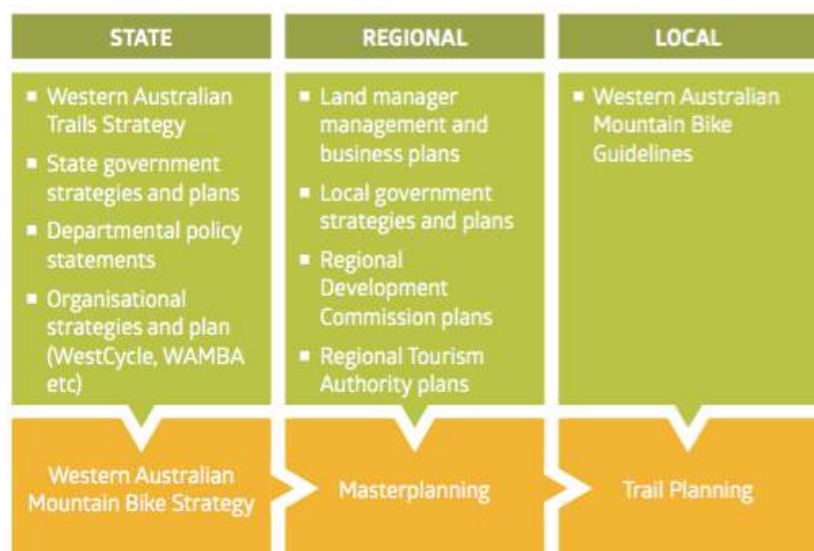 STATE
Western Australian
Trails Strategy
State government
strategies and plans
Departmental policy
statements
Organisational
strategies and plan
(WestCycle, WAMBA
etc)
Western Australian
Mountain Bike Strategy
REGIONAL
Land manager
management and
business plans
Local government
strategies and plans
Regional
Development
Commission plans
Regional Tourism
Authority plans
Masterplanning
LOCAL
Western Australian
Mountain Bike
Guidelines
Trail Planning